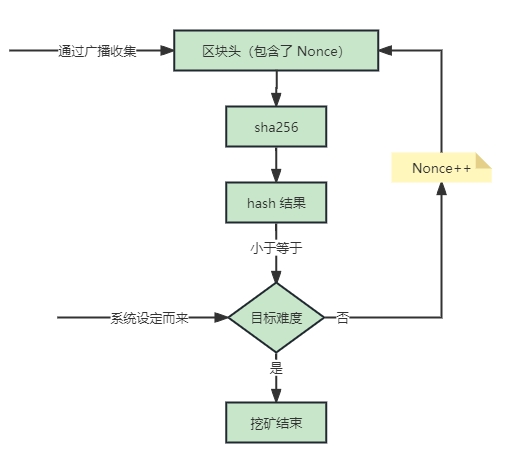 通过广播收集
区块头（包含了 Nonce）
sha256
Nonce++
hash 结果
小于等于
系统设定而来
目标难度
否
是
挖矿结束